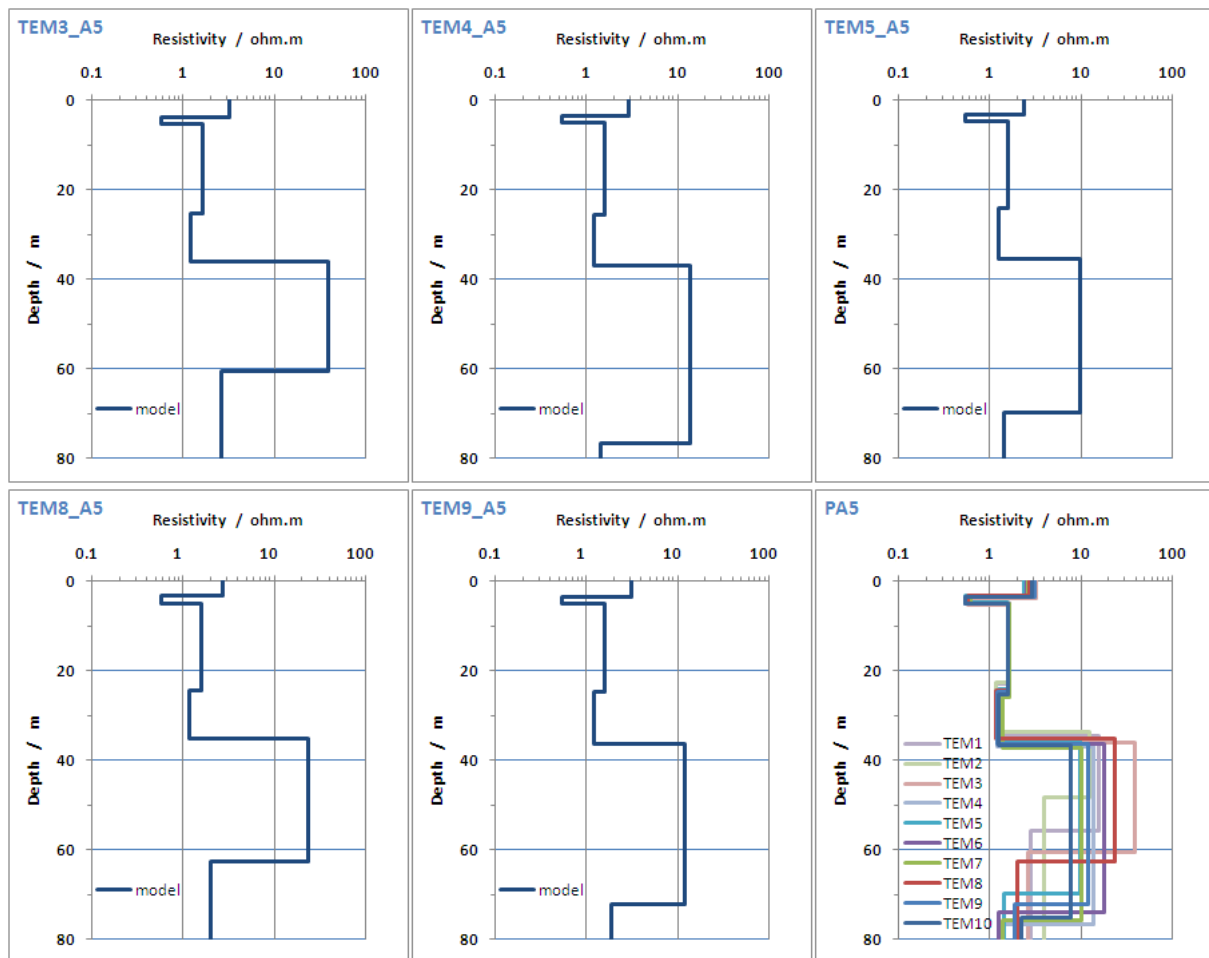 TEM3_A5
Resistivity / ohm.m
0.1 1 10 100
0
20
40
60
80
Depth / m
model
TEM4_A5
Resistivity / ohm.m
0.1 1 10 100
0
20
40
60
80
Depth / m
model
TEM5_A5
Resistivity / ohm.m
0.1 1 10 100
0
20
40
60
80
Depth / m
model
TEM8_A5
Resistivity / ohm.m
0.1 1 10 100
0
20
40
60
80
Depth / m
model
TEM9_A5
Resistivity / ohm.m
0.1 1 10 100
0
20
40
60
80
Depth / m
model
PA5
Resistivity / ohm.m
0.1 1 10 100
0
20
40
60
80
Depth / m
TEM1
TEM2
TEM3
TEM4
TEM5
TEM6
TEM7
TEM8
TEM9
TEM10